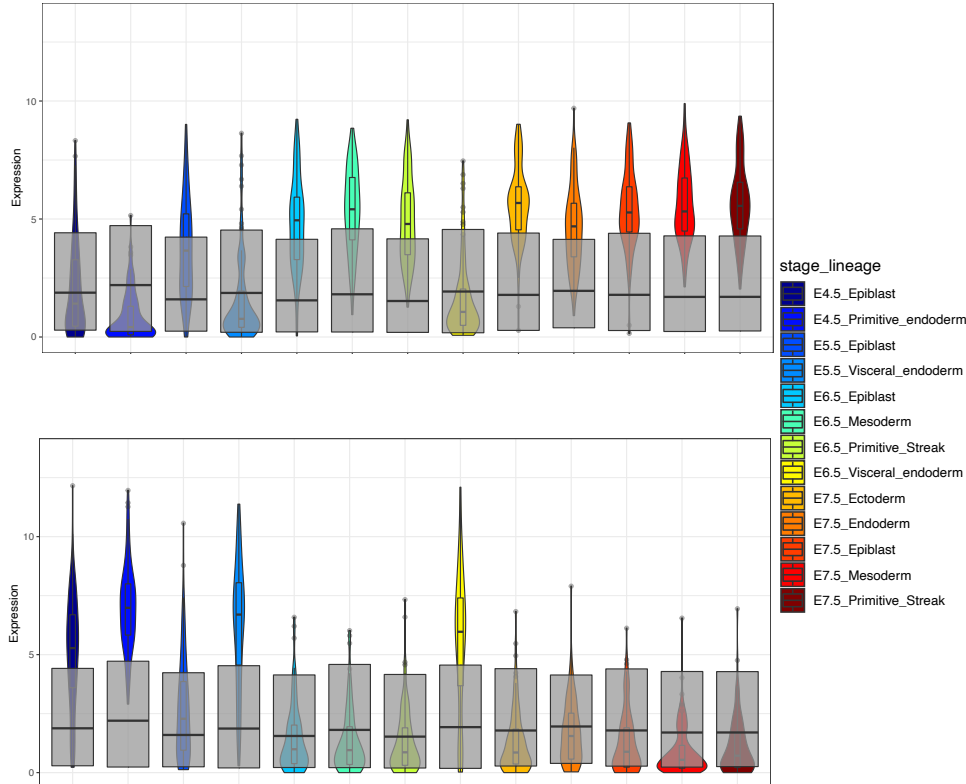 Expression
10
5
0
stage_lineage
E4.5_Epiblast
E4.5_Primitive_endoderm
E5.5_Epiblast
E5.5_Visceral_endoderm
E6.5_Epiblast
E6.5_Mesoderm
E6.5_Primitive_Streak
E6.5_Visceral_endoderm
E7.5_Ectoderm
E7.5_Endoderm
E7.5_Epiblast
E7.5_Mesoderm
E7.5_Primitive_Streak
Expression
10
5
0